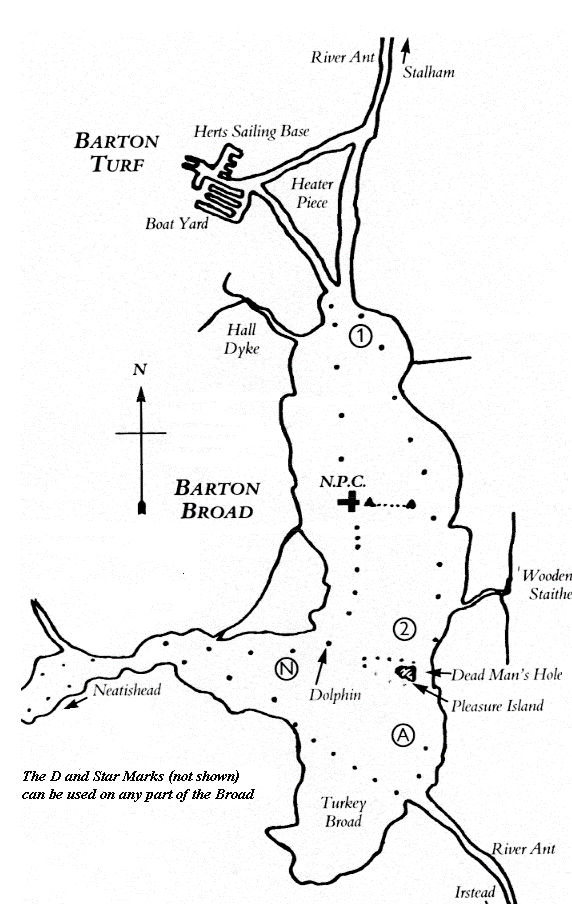 River Ant
Stalham
Herts Sailing Base
BARTON
TURF
Heater
Piece
Boat Yard
Hall
Dyke
1
N
N.P.C.
BARTON
BROAD
'Wooden
Staithe
2
N
Dolphin
Dead Man's Hole
Pleasure Island
Neatishead
A
The D and Star Marks (not shown)
can be used on any part of the Broad
Turkey
Broad
River Ant
Irstead